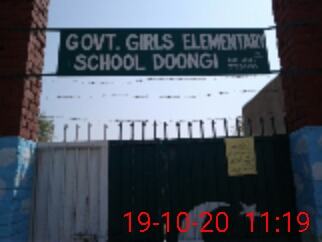 GOVT. GIRLS ELEMENTARY
SCHOOL DOONGI
19-10-20 11:19